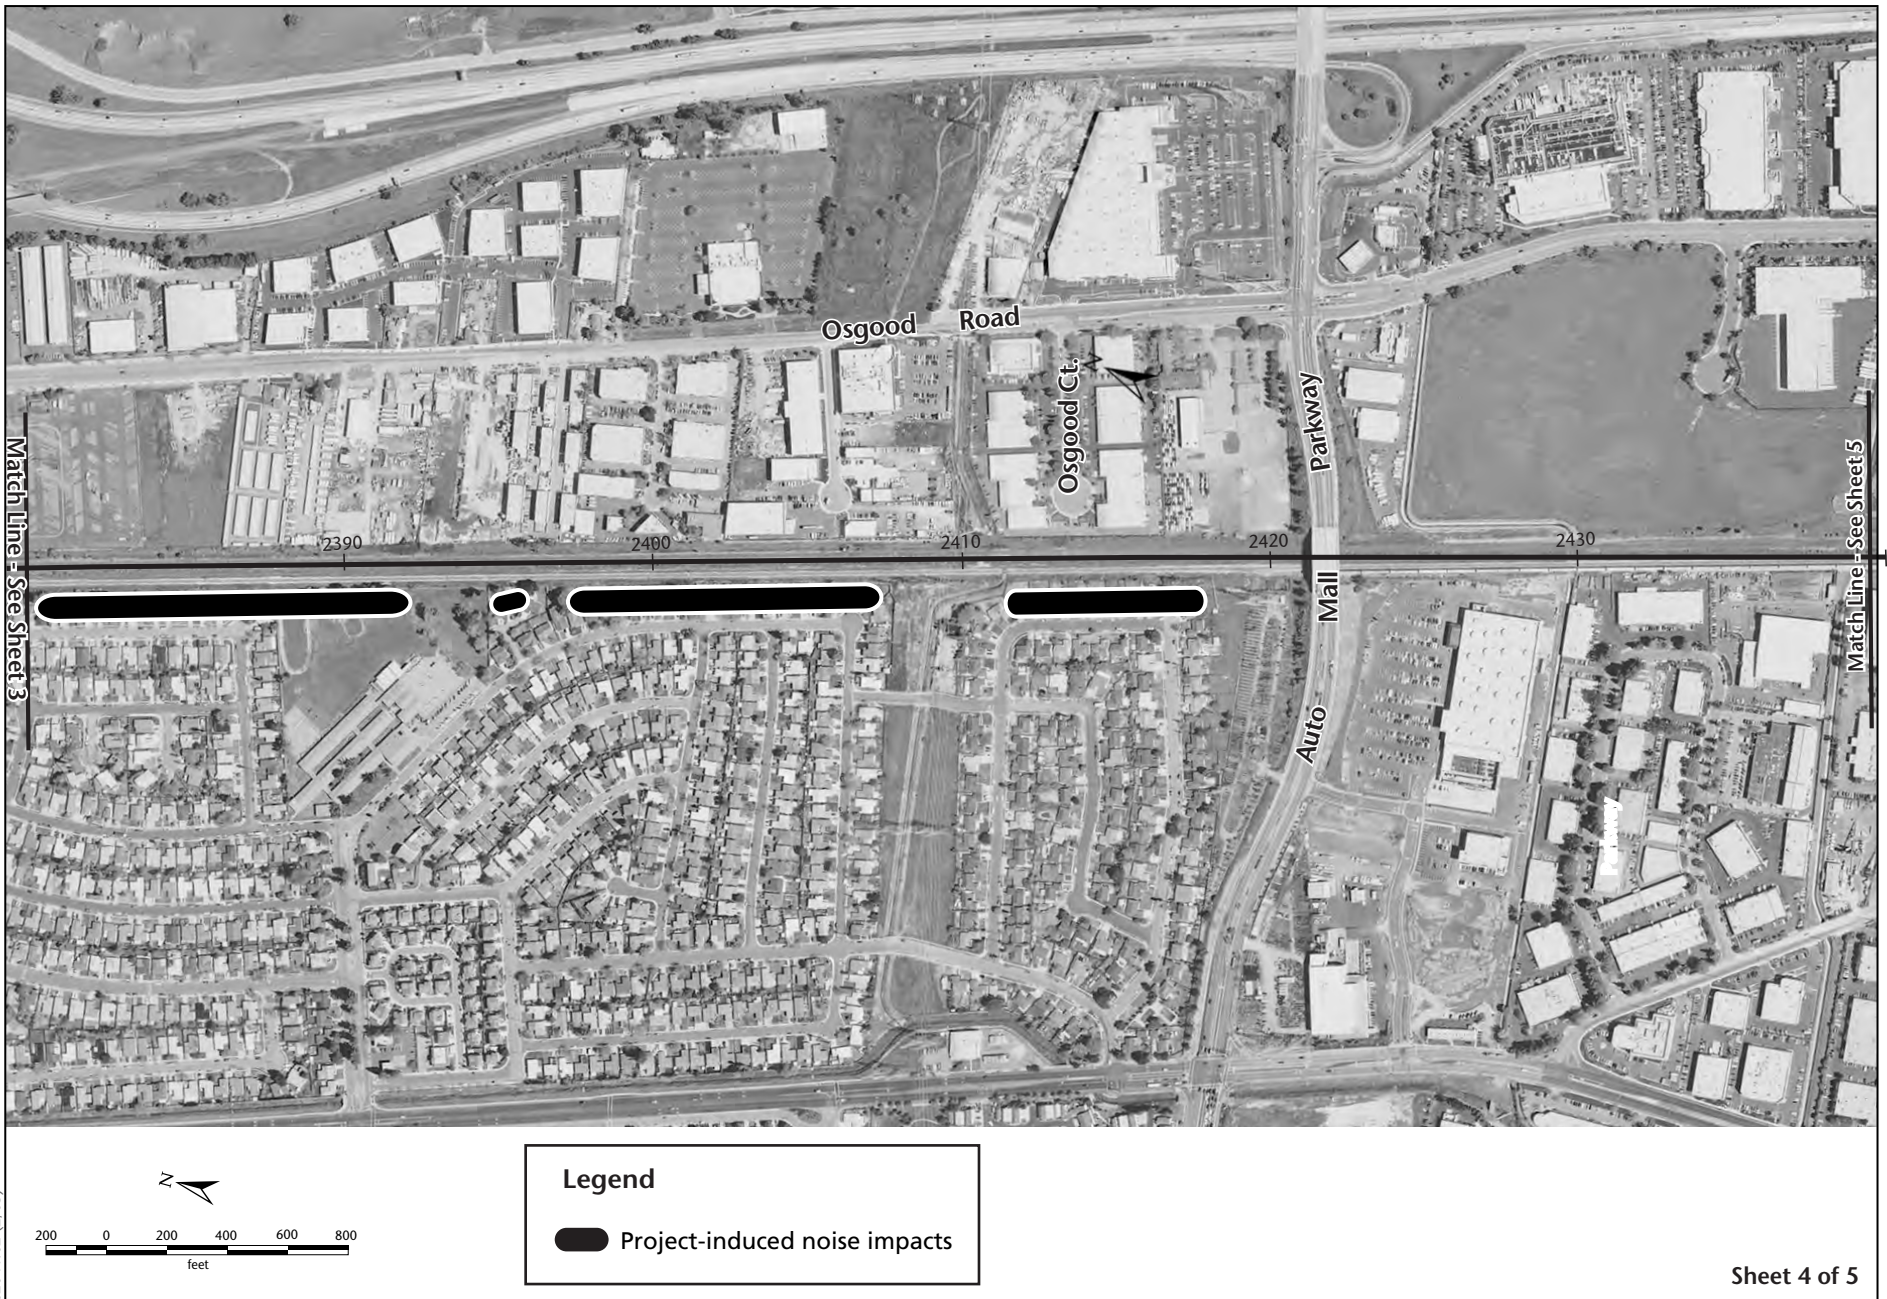 Osgood Road
Osgood Ct.
N
Parkway
Match Line - See Sheet 3
Match Line - See Sheet 5
2390
2400
2410
2420
2430
Mall
Auto
Parkway
N
200 0 200 400 600 800
feet
Legend
Project-induced noise impacts
Sheet 4 of 5